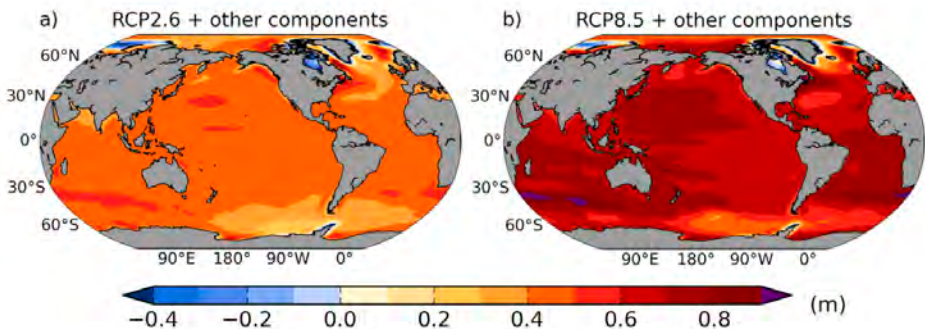 a) RCP2.6 + other components
60°N
30°N
0°
30°S
60°S
90°E 180° 90°W 0°
b) RCP8.5 + other components
60°N
30°N
0°
30°S
60°S
90°E 180° 90°W 0°
−0.4 −0.2 0.0 0.2 0.4 0.6 0.8 (m)